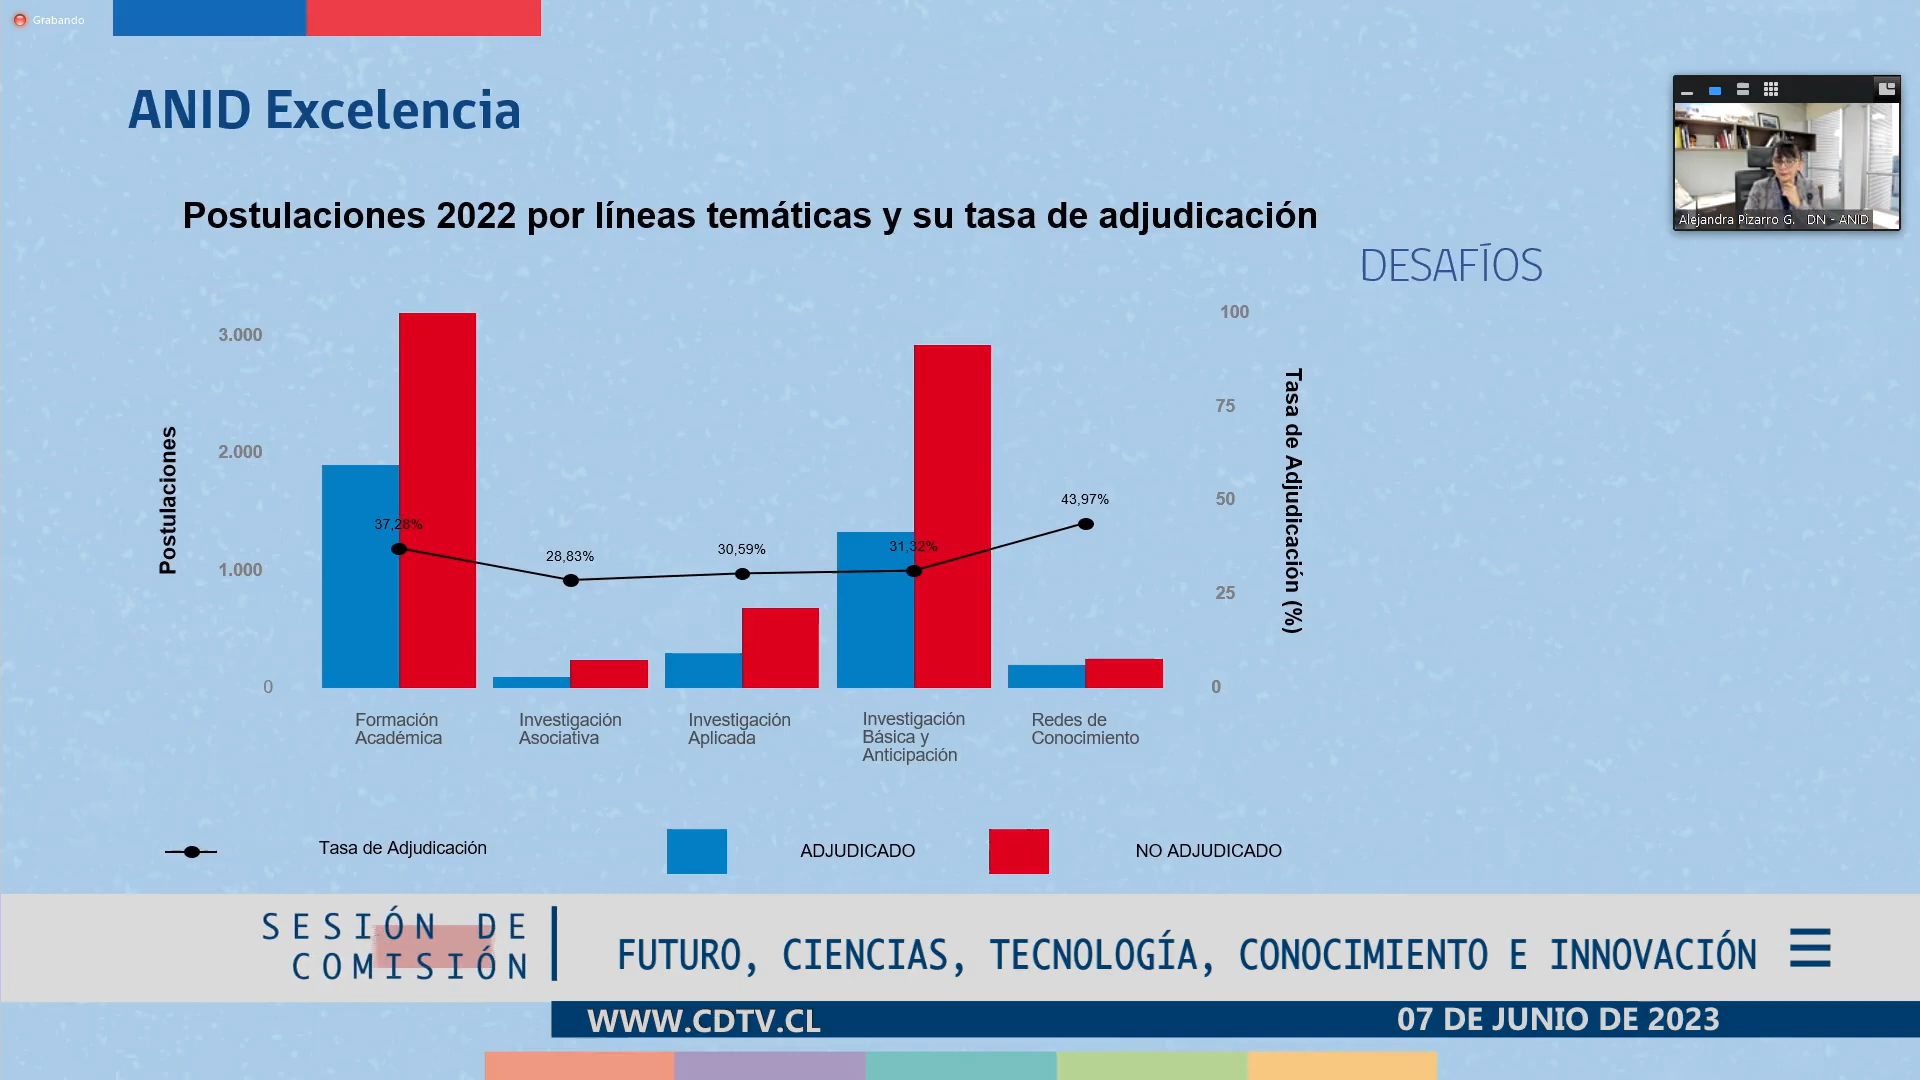 Grabando
ANID Excelencia
Alejandra Pizarro G. DN - ANID
Postulaciones 2022 por líneas temáticas y su tasa de adjudicación
DESAFÍOS
Postulaciones
3.000
2.000
1.000
0
37,28%
28,83%
30,59%
31,32%
43,97%
100
75
50
25
0
Tasa de Adjudicación (%)
Formación
Académica
Investigación
Asociativa
Investigación
Aplicada
Investigación
Básica y
Anticipación
Redes de
Conocimiento
Tasa de Adjudicación
ADJUDICADO
NO ADJUDICADO
SESIÓN DE
COMISIÓN
FUTURO, CIENCIAS, TECNOLOGÍA, CONOCIMIENTO E INNOVACIÓN
WWW.CDTV.CL
07 DE JUNIO DE 2023